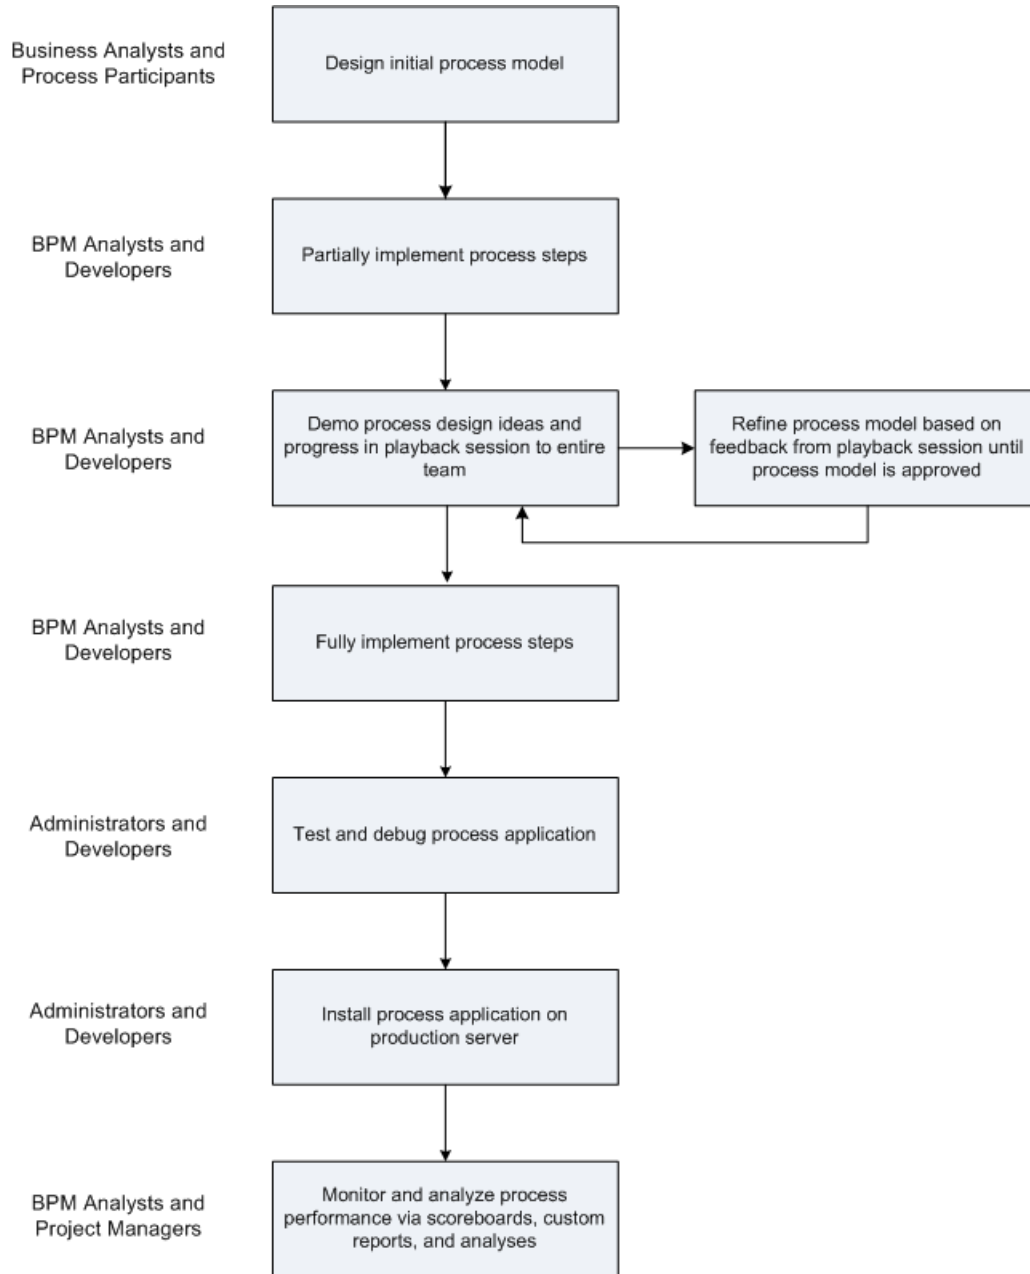 Business Analysts and
Process Participants
Design initial process model
BPM Analysts and
Developers
Partially implement process steps
BPM Analysts and
Developers
Demo process design ideas and
progress in playback session to entire
team
Refine process model based on
feedback from playback session until
process model is approved
BPM Analysts and
Developers
Fully implement process steps
Administrators and
Developers
Test and debug process application
Administrators and
Developers
Install process application on
production server
BPM Analysts and
Project Managers
Monitor and analyze process
performance via scoreboards, custom
reports, and analyses